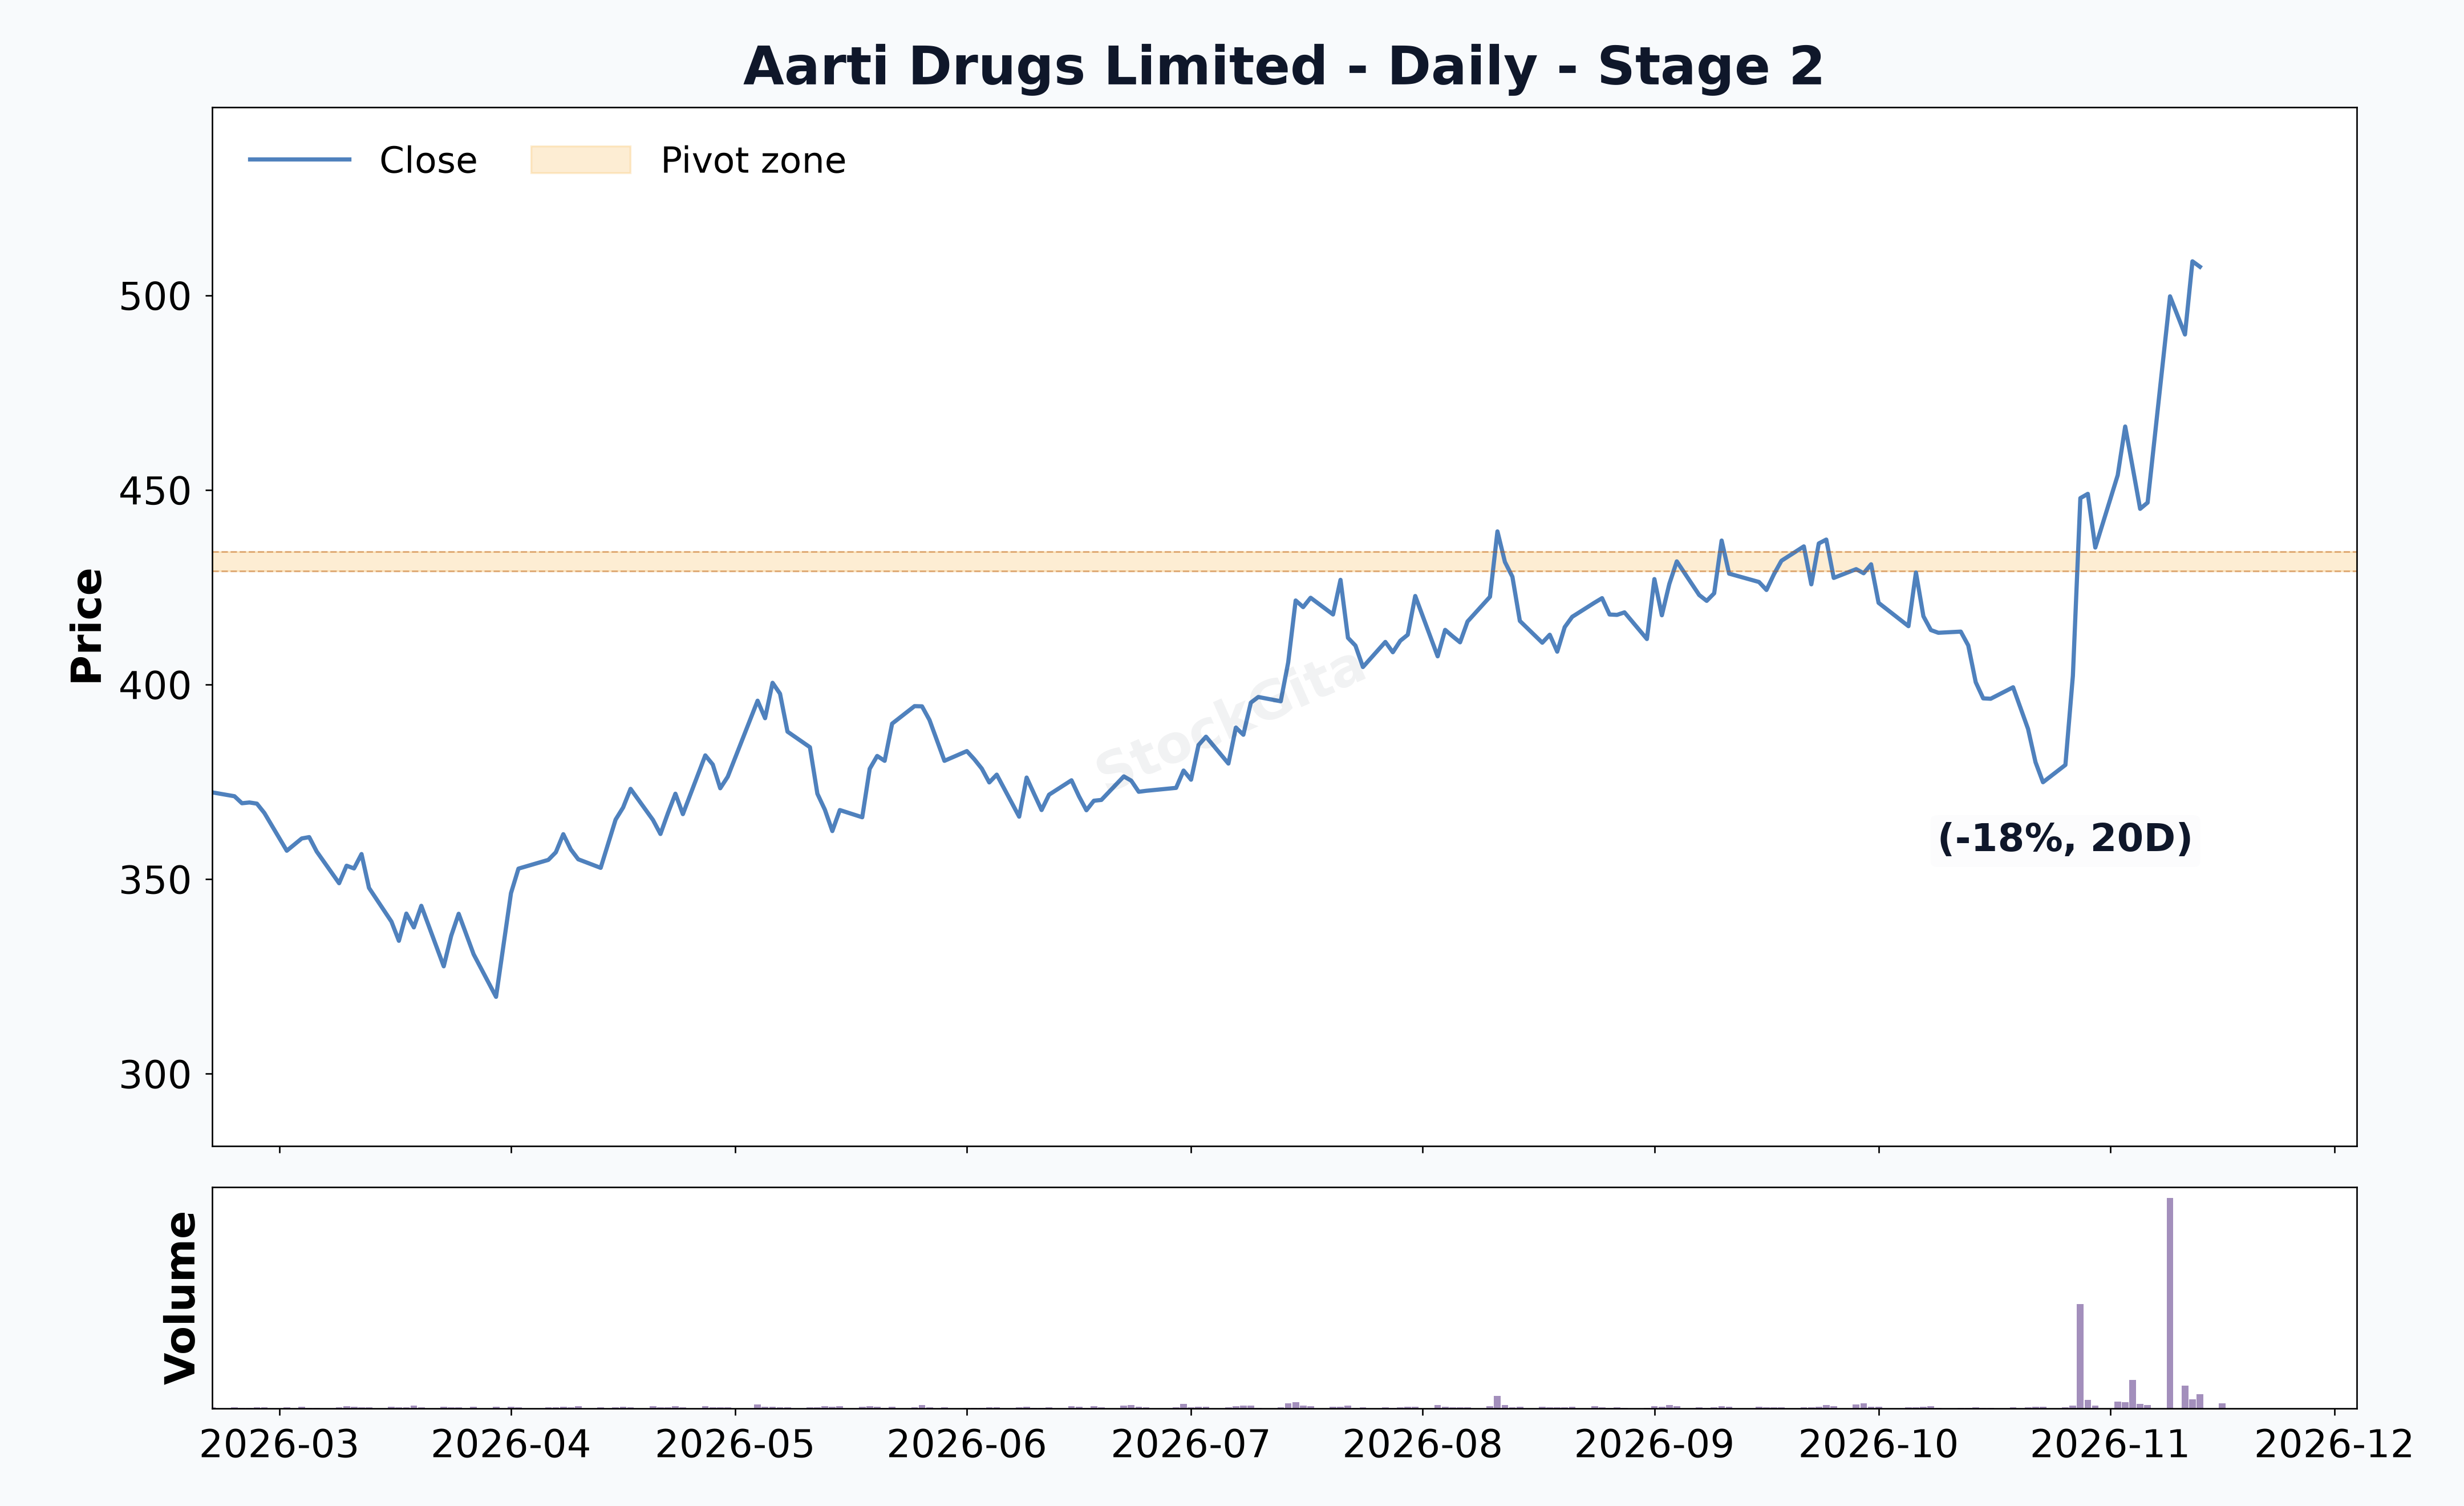 Aarti Drugs Limited - Daily - Stage 2
Close
Pivot zone
500
450
400
350
300
Price
StockGita
(-18%, 20D)
Volume
2026-03
2026-04
2026-05
2026-06
2026-07
2026-08
2026-09
2026-10
2026-11
2026-12